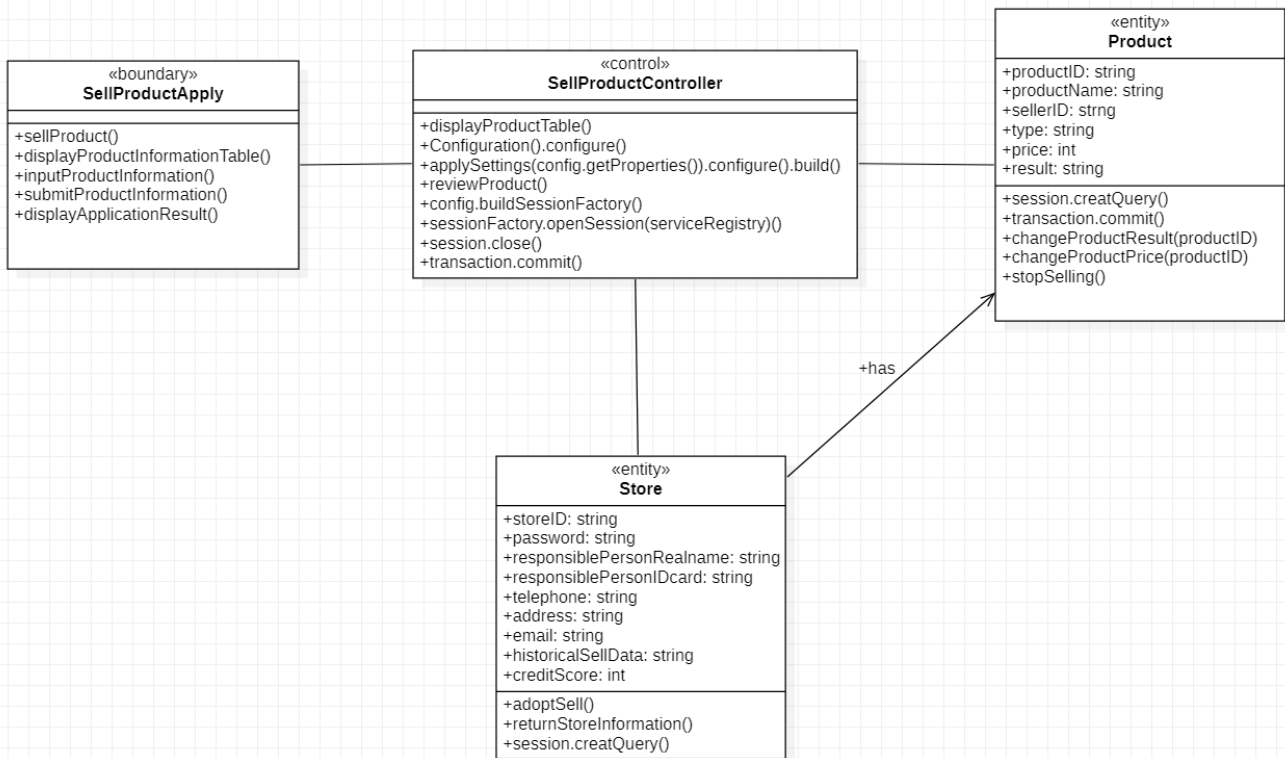 «boundary»
SellProductApply
+sellProduct()
+displayProductInformationTable()
+inputProductInformation()
+submitProductInformation()
+displayApplicationResult()
«control»
SellProductController
+displayProductTable()
+Configuration().configure()
+applySettings(config.getProperties()).configure().build()
+reviewProduct()
+config.buildSessionFactory()
+sessionFactory.openSession(serviceRegistry)()
+session.close()
+transaction.commit()
«entity»
Product
+productID: string
+productName: string
+sellerID: strng
+type: string
+price: int
+result: string
+session.creatQuery()
+transaction.commit()
+changeProductResult(productID)
+changeProductPrice(productID)
+stopSelling()
+has
«entity»
Store
+storeID: string
+password: string
+responsiblePersonRealname: string
+responsiblePersonIDcard: string
+telephone: string
+address: string
+email: string
+historicalSellData: string
+creditScore: int
+adoptSell()
+returnStoreInformation()
+session.creatQuery()